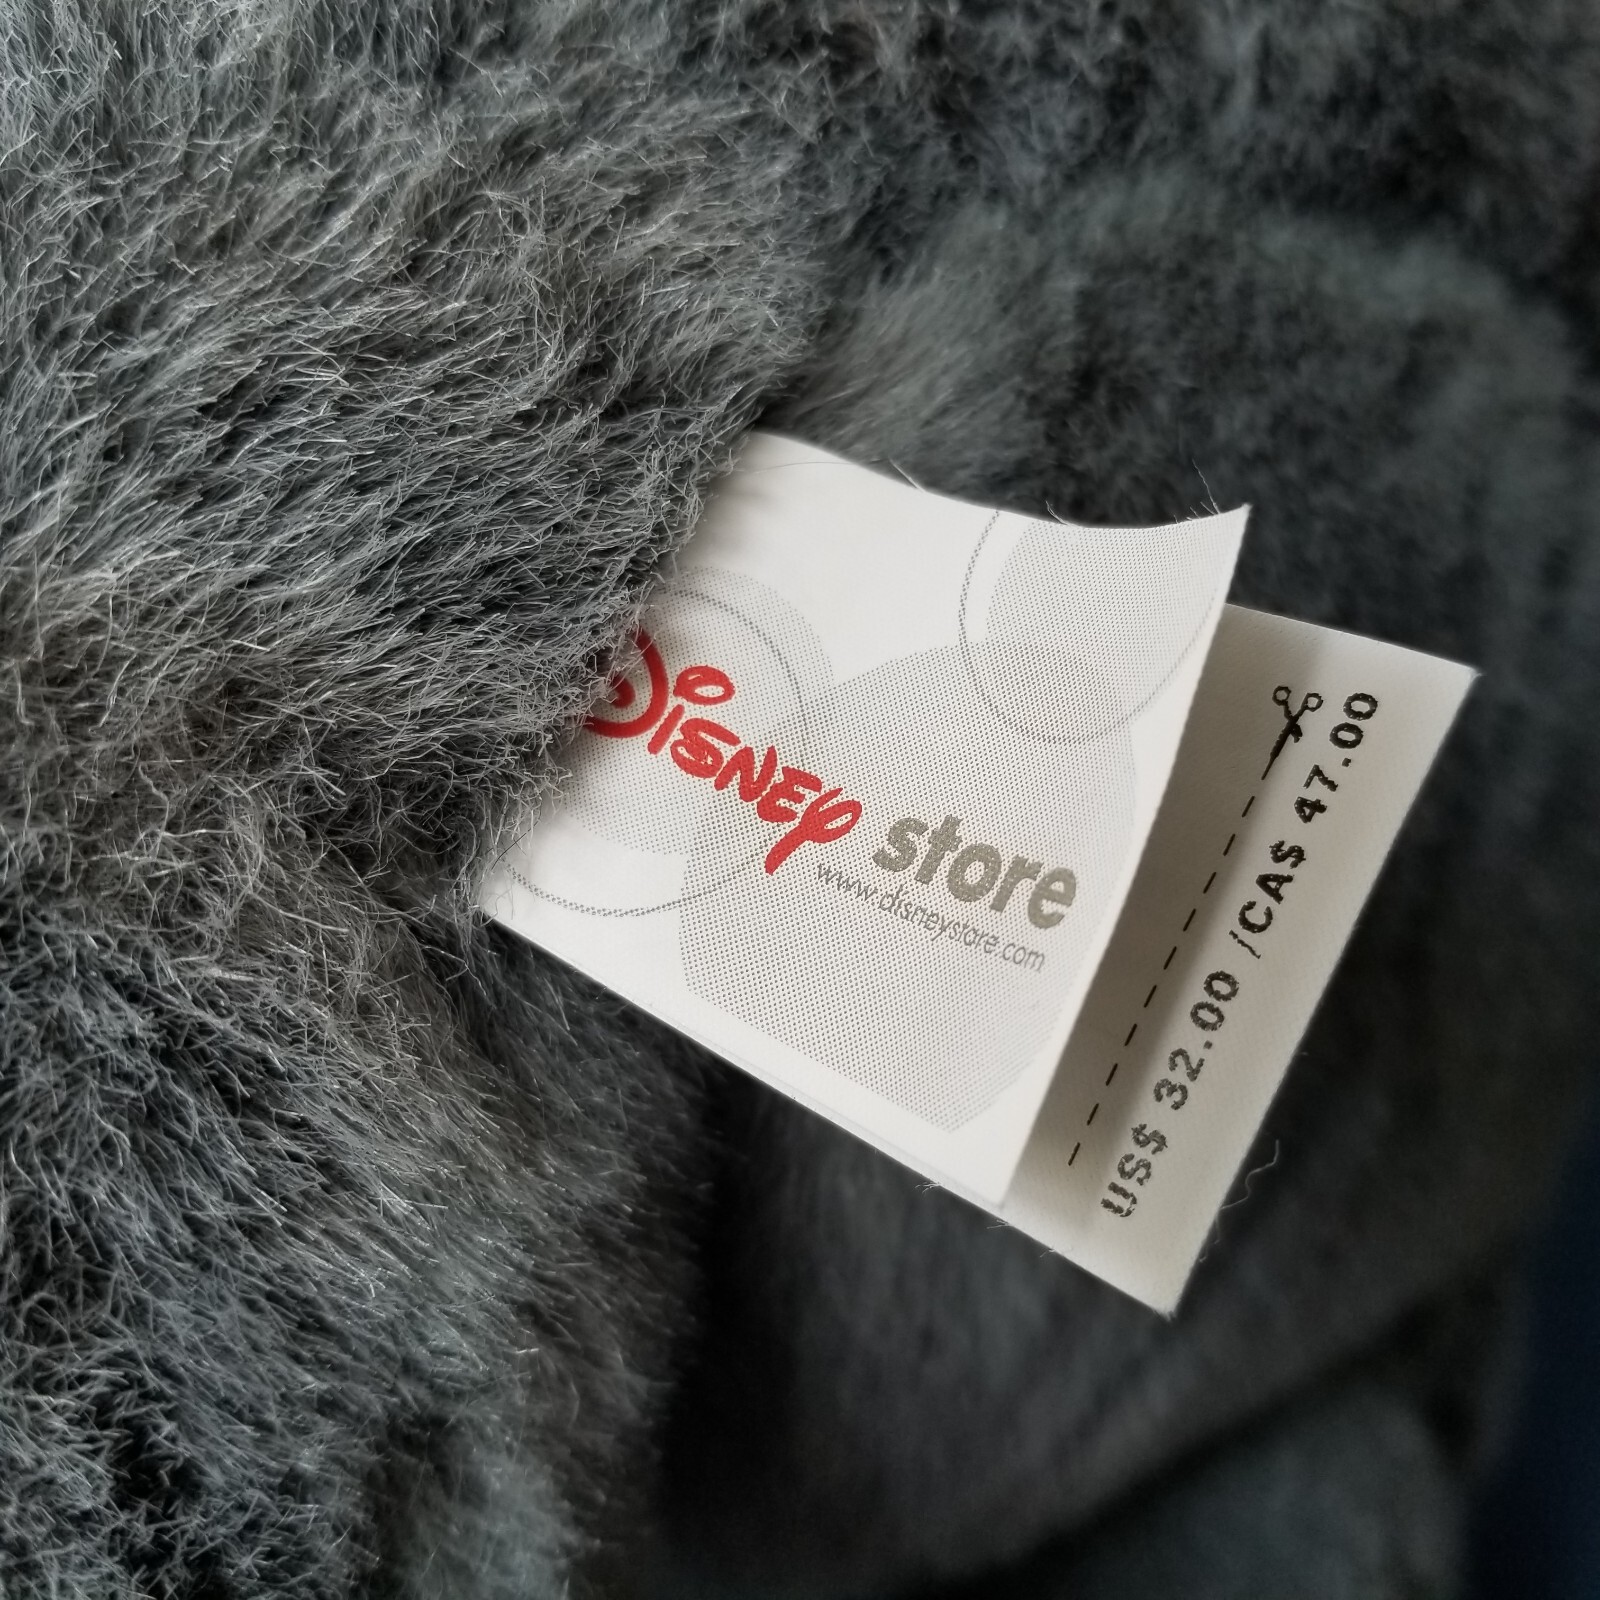 Disney store
www.disneystore.com
US$ 32.00 /CA$ 47.00